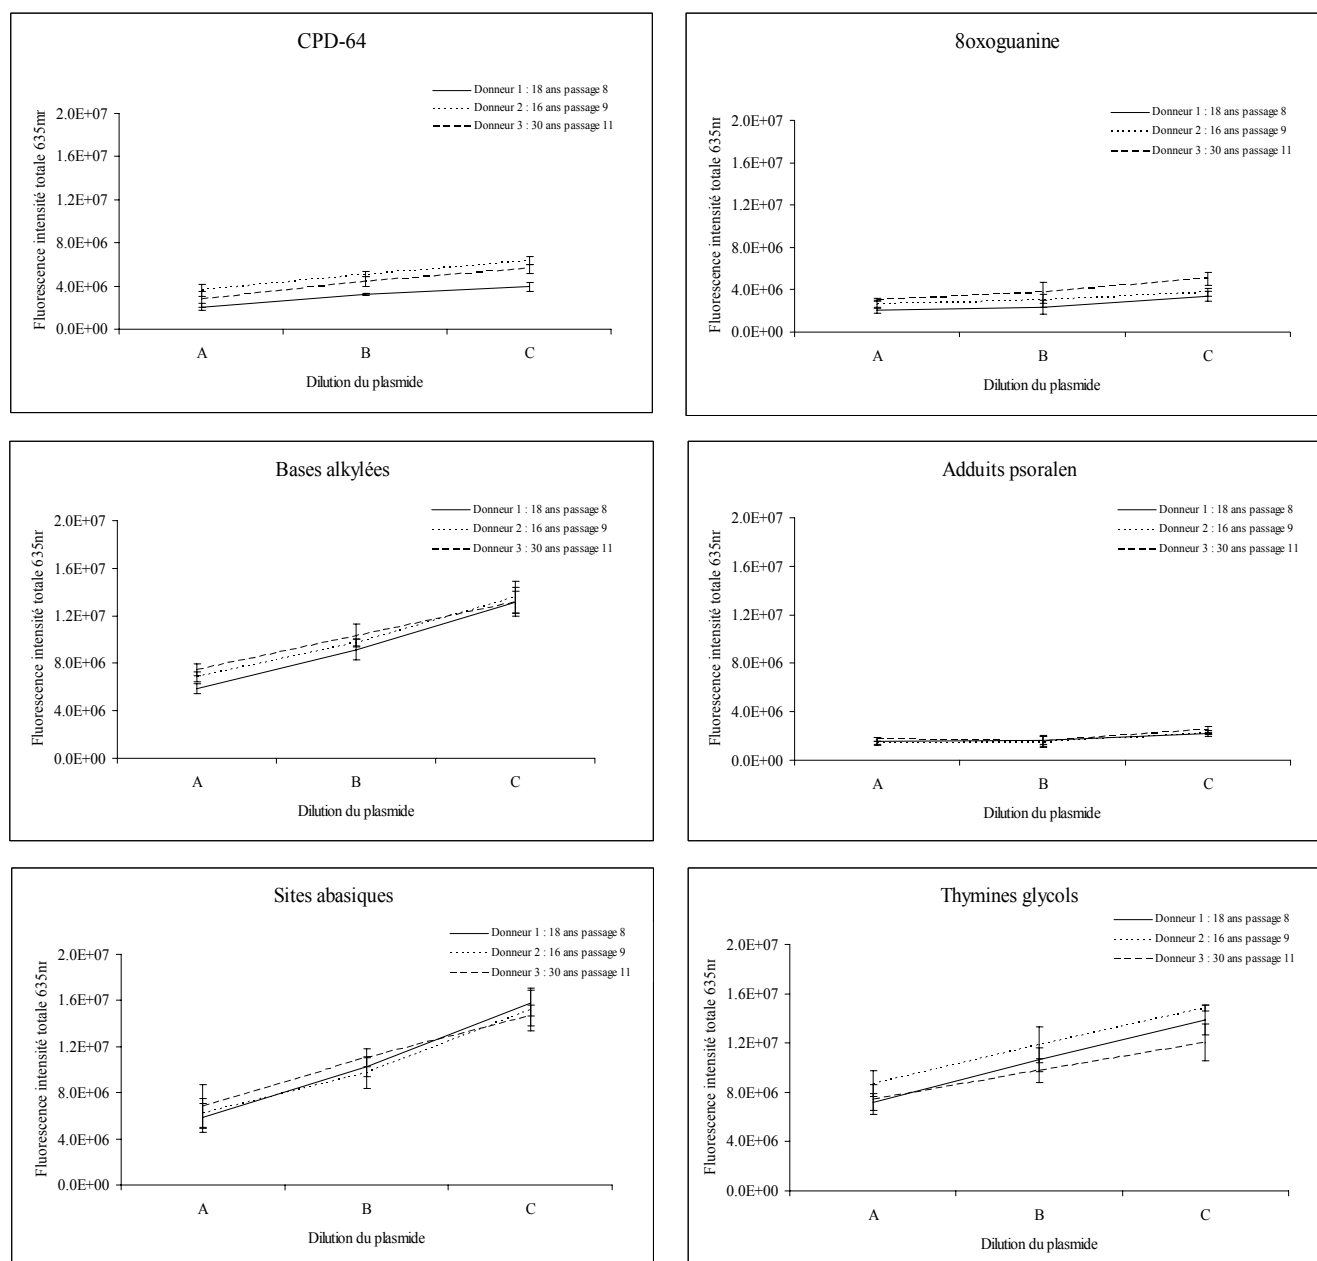 CPD-64
Donneur 1 : 18 ans passage 8
Donneur 2 : 16 ans passage 9
Donneur 3 : 30 ans passage 11
Fluorescence intensité totale 635nr
2.0E+07
1.6E+07
1.2E+07
8.0E+06
4.0E+06
0.0E+00
A B C
Dilution du plasmide
8oxoguanine
Donneur 1 : 18 ans passage 8
Donneur 2 : 16 ans passage 9
Donneur 3 : 30 ans passage 11
Fluorescence intensité totale 635nr
2.0E+07
1.6E+07
1.2E+07
8.0E+06
4.0E+06
0.0E+00
A B C
Dilution du plasmide
Bases alkylées
Donneur 1 : 18 ans passage 8
Donneur 2 : 16 ans passage 9
Donneur 3 : 30 ans passage 11
Fluorescence intensité totale 635nr
2.0E+07
1.6E+07
1.2E+07
8.0E+06
4.0E+06
0.0E+00
A B C
Dilution du plasmide
Adduits psoralen
Donneur 1 : 18 ans passage 8
Donneur 2 : 16 ans passage 9
Donneur 3 : 30 ans passage 11
Fluorescence intensité totale 635nr
2.0E+07
1.6E+07
1.2E+07
8.0E+06
4.0E+06
0.0E+00
A B C
Dilution du plasmide
Sites abasiques
Donneur 1 : 18 ans passage 8
Donneur 2 : 16 ans passage 9
Donneur 3 : 30 ans passage 11
Fluorescence intensité totale 635nr
2.0E+07
1.6E+07
1.2E+07
8.0E+06
4.0E+06
0.0E+00
A B C
Dilution du plasmide
Thymines glycols
Donneur 1 : 18 ans passage 8
Donneur 2 : 16 ans passage 9
Donneur 3 : 30 ans passage 11
Fluorescence intensité totale 635nr
2.0E+07
1.6E+07
1.2E+07
8.0E+06
4.0E+06
0.0E+00
A B C
Dilution du plasmide